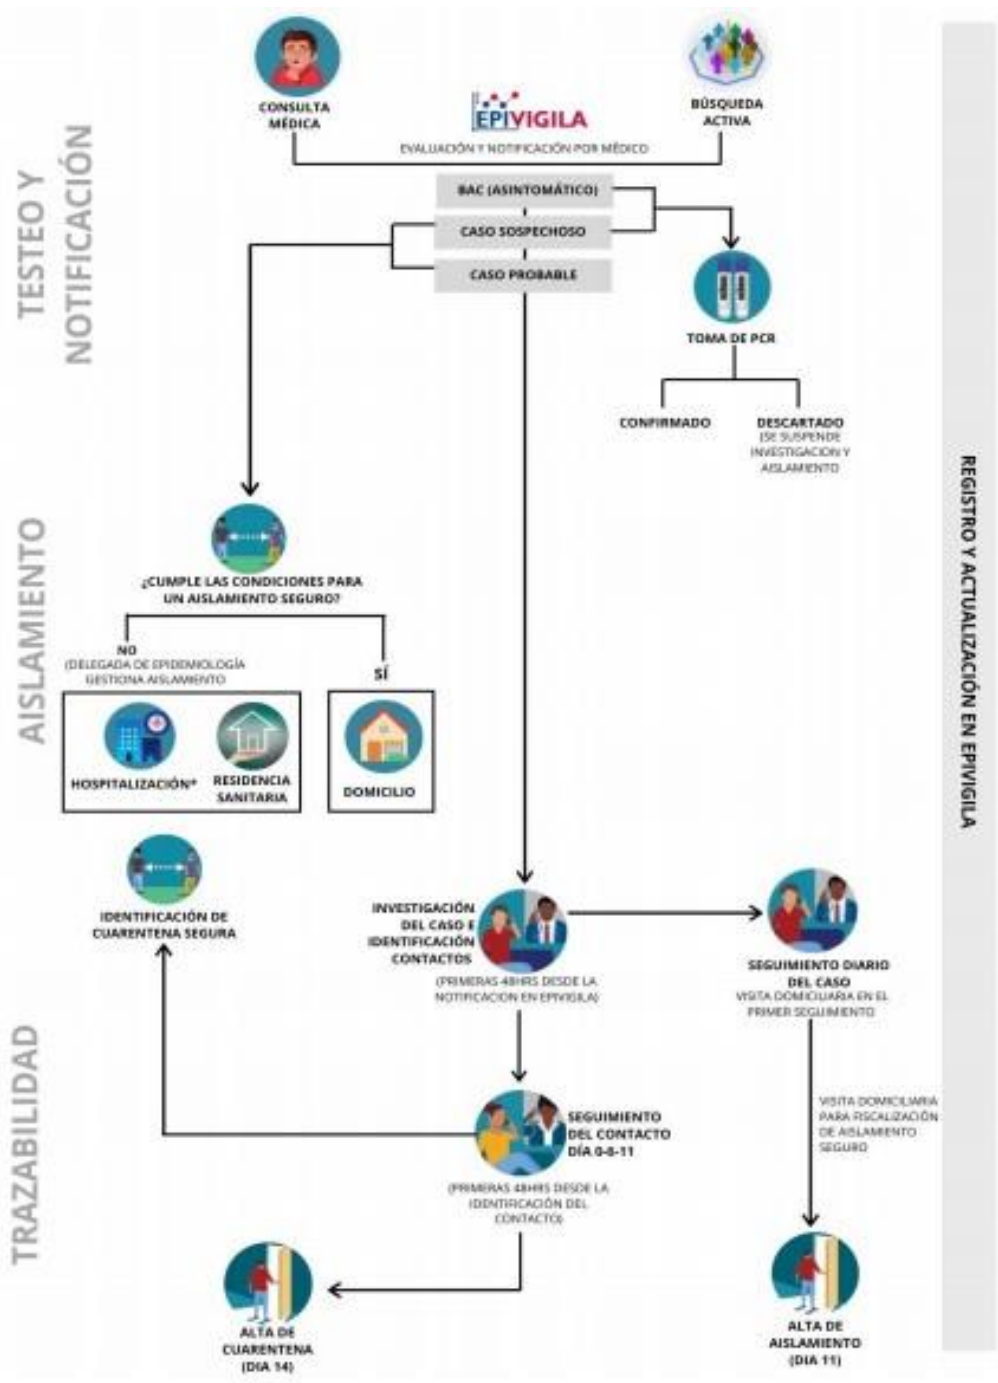 CONSULTA
MÉDICA
BÚSQUEDA
ACTIVA
EPIVIGILA
EVALUACIÓN Y NOTIFICACIÓN POR MÉDICO
TESTEO Y
NOTIFICACIÓN
BAC (ASINTOMÁTICO)
CASO SOSPECHOSO
CASO PROBABLE
TOMA DE PCR
CONFIRMADO
DESCARTADO
(SE SUSPENDE
INVESTIGACION Y
AISLAMIENTO
REGISTRO Y ACTUALIZACIÓN EN EPIVIGILA
AISLAMIENTO
¿CUMPLE LAS CONDICIONES PARA
UN AISLAMIENTO SEGURO?
NO
(DELEGADA DE EPIDEMIOLOGÍA
GESTIONA AISLAMIENTO
SÍ
HOSPITALIZACIÓN*
RESIDENCIA
SANITARIA
DOMICILIO
TRAZABILIDAD
IDENTIFICACIÓN DE
CUARENTENA SEGURA
INVESTIGACIÓN
DEL CASO E
IDENTIFICACIÓN
CONTACTOS
(PRIMERAS 48HRS DESDE LA
NOTIFICACION EN EPIVIGILA)
SEGUIMIENTO DIARIO
DEL CASO
VISITA DOMICILIARIA EN EL
PRIMER SEGUIMIENTO
SEGUIMIENTO
DEL CONTACTO
DÍA 0-6-11
(PRIMERAS 48HRS DESDE LA
IDENTIFICACIÓN DEL
CONTACTO)
VISITA DOMICILIARIA
PARA FISCALIZACIÓN
DE AISLAMIENTO
SEGURO
ALTA DE
CUARENTENA
(DIA 14)
ALTA DE
AISLAMIENTO
(DIA 11)